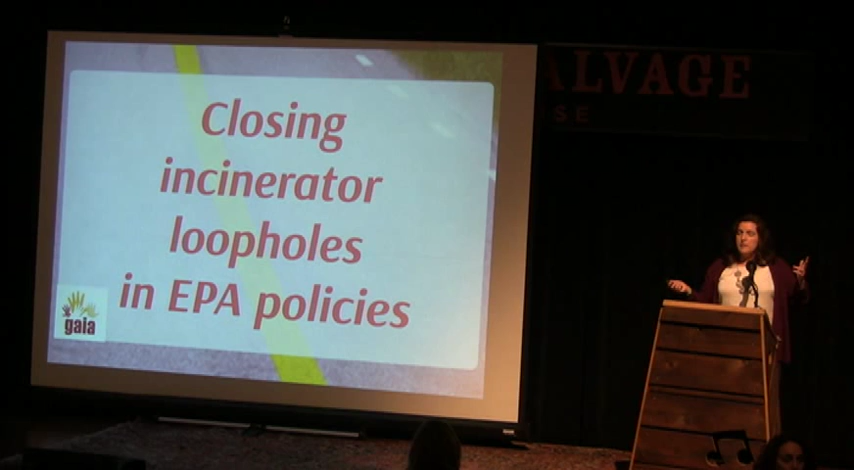 Closing
incinerator
loopholes
in EPA policies
gaia
ALVAGE
SE